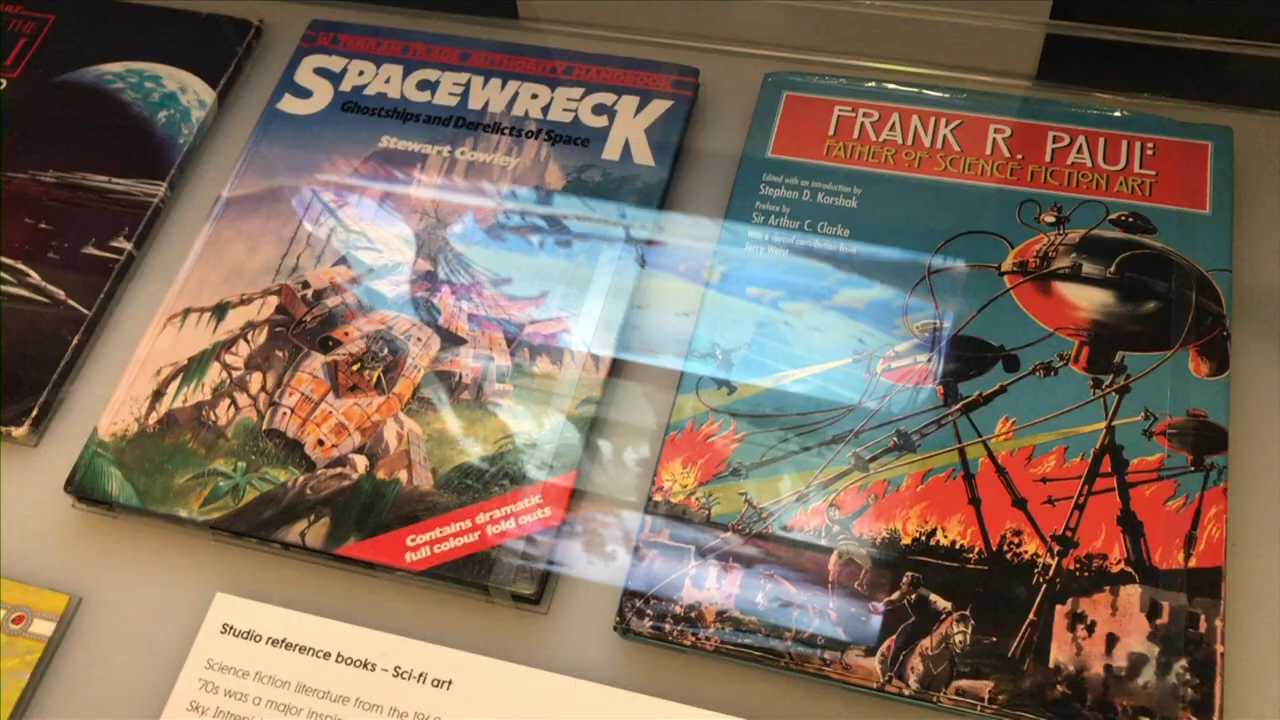 THE
TERRAN TRADE AUTHORITY HANDBOOK
SPACEWRECK
Ghostships and Derelicts of Space
Stewart Cowley
Contains dramatic
full colour fold outs
FRANK R. PAUL:
FATHER OF SCIENCE FICTION ART
Edited with an introduction by
Stephen D. Korshak
Preface by
Sir Arthur C. Clarke
With a special contribution from
Jerry Weist
Studio reference books – Sci-fi art
Science fiction literature from the
'70s was a major
Sky.